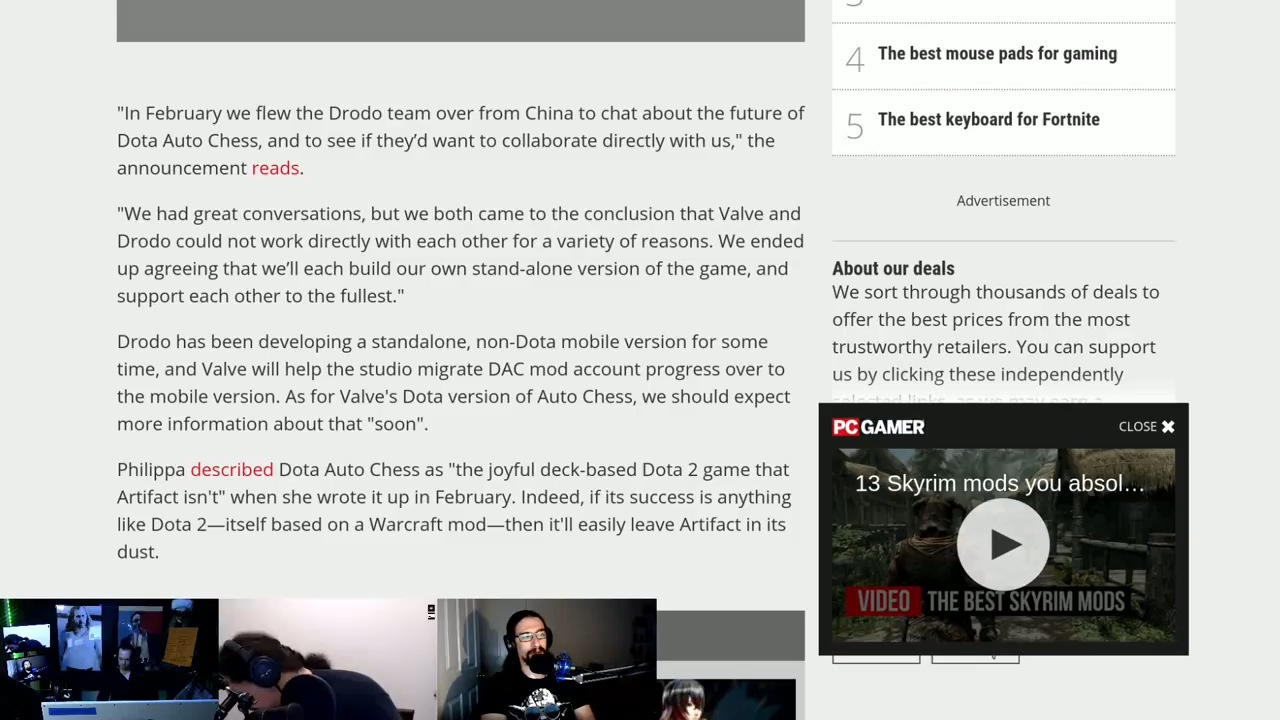 4 The best mouse pads for gaming
5 The best keyboard for Fortnite
"In February we flew the Drodo team over from China to chat about the future of
Dota Auto Chess, and to see if they’d want to collaborate directly with us," the
announcement reads.
"We had great conversations, but we both came to the conclusion that Valve and
Drodo could not work directly with each other for a variety of reasons. We ended
up agreeing that we’ll each build our own stand-alone version of the game, and
support each other to the fullest."
Drodo has been developing a standalone, non-Dota mobile version for some
time, and Valve will help the studio migrate DAC mod account progress over to
the mobile version. As for Valve's Dota version of Auto Chess, we should expect
more information about that "soon".
Philippa described Dota Auto Chess as "the joyful deck-based Dota 2 game that
Artifact isn't" when she wrote it up in February. Indeed, if its success is anything
like Dota 2—itself based on a Warcraft mod—then it'll easily leave Artifact in its
dust.
Advertisement
About our deals
We sort through thousands of deals to
offer the best prices from the most
trustworthy retailers. You can support
us by clicking these independently
selected links, as we may earn a
PC GAMER
CLOSE ✖
13 Skyrim mods you absol…
VIDEO THE BEST SKYRIM MODS